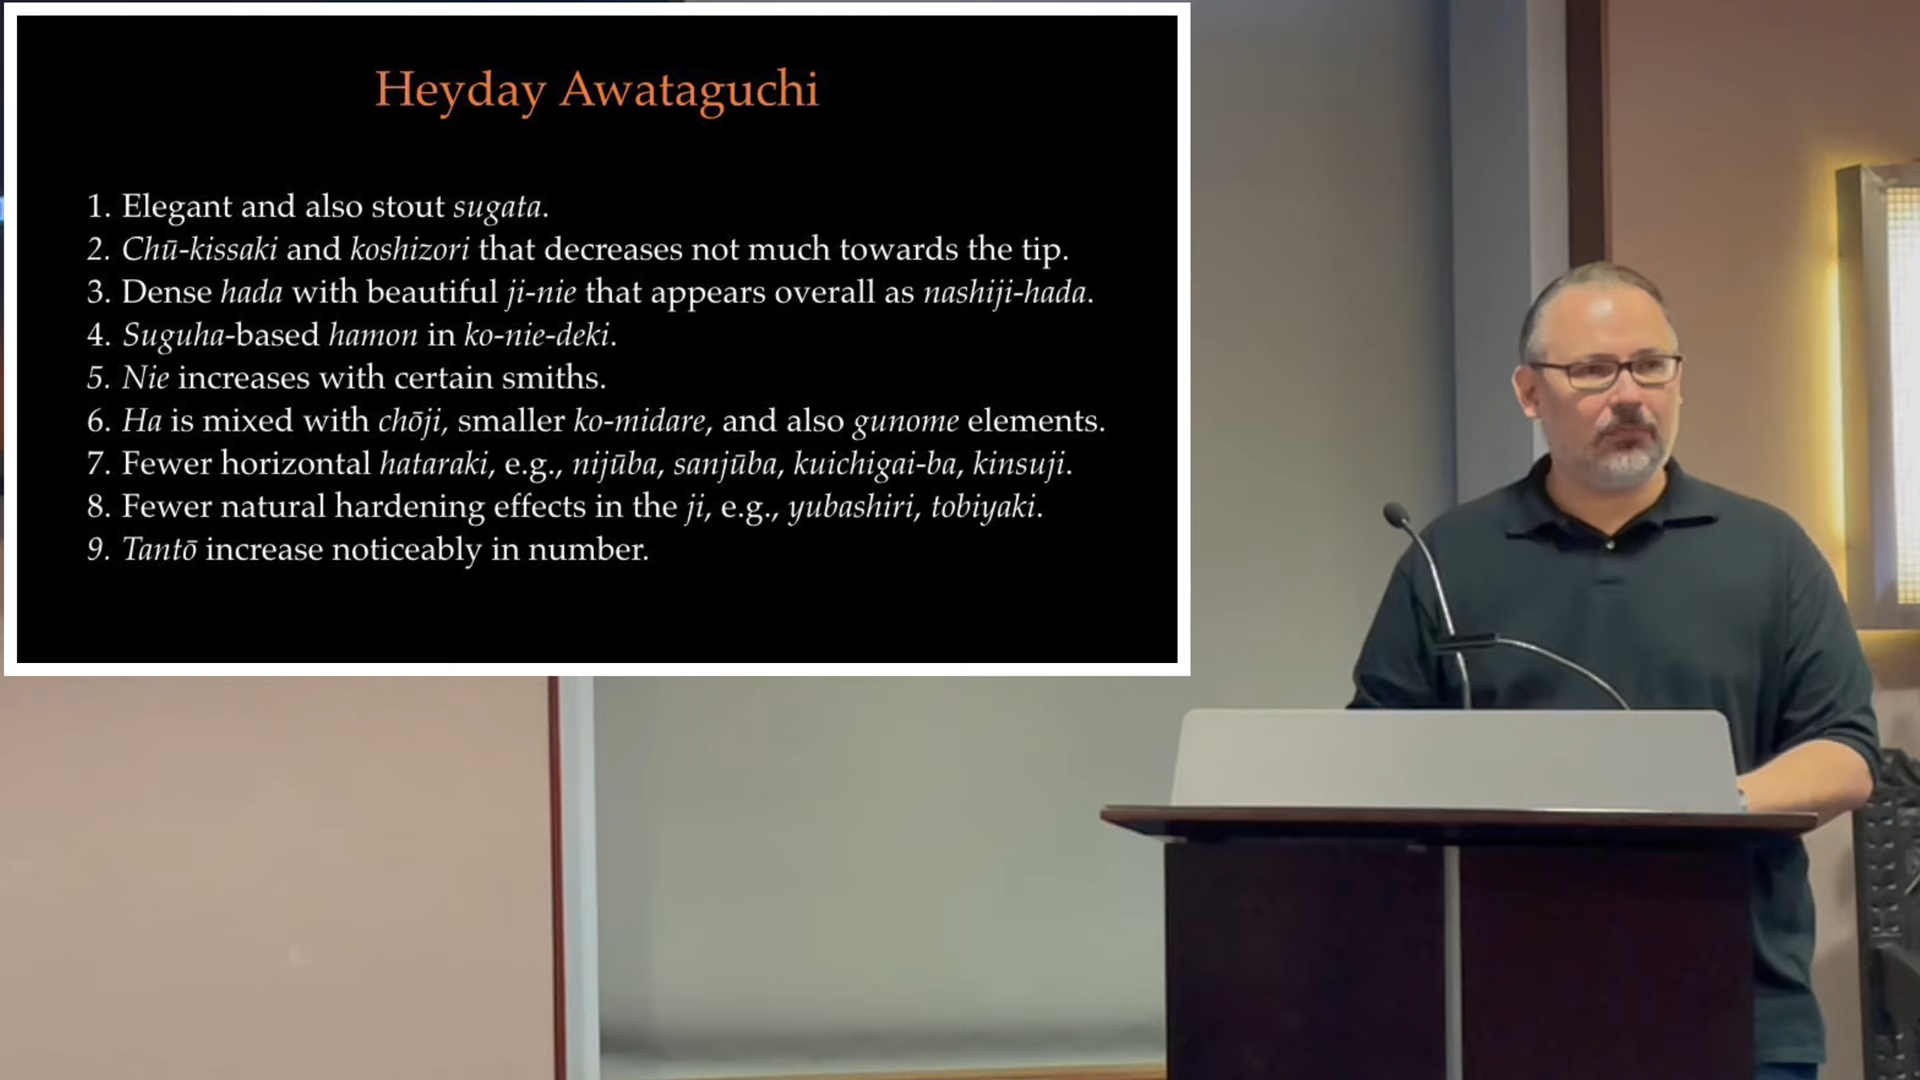 Heyday Awataguchi
1. Elegant and also stout sugata.
2. Chū-kissaki and koshizori that decreases not much towards the tip.
3. Dense hada with beautiful ji-nie that appears overall as nashiji-hada.
4. Suguha-based hamon in ko-nie-deki.
5. Nie increases with certain smiths.
6. Ha is mixed with chōji, smaller ko-midare, and also gunome elements.
7. Fewer horizontal hataraki, e.g., nijūba, sanjūba, kuichigai-ba, kinsuji.
8. Fewer natural hardening effects in the ji, e.g., yubashiri, tobiyaki.
9. Tantō increase noticeably in number.